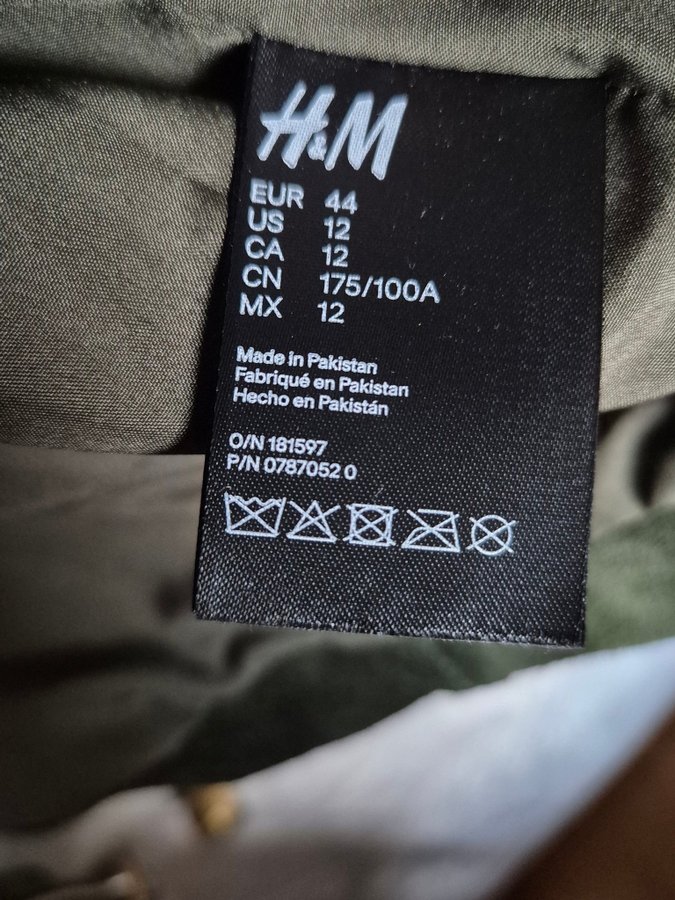 H&M
EUR 44
US 12
CA 12
CN 175/100A
MX 12
Made in Pakistan
Fabriqué en Pakistan
Hecho en Pakistán
O/N 181597
P/N 0787052 0